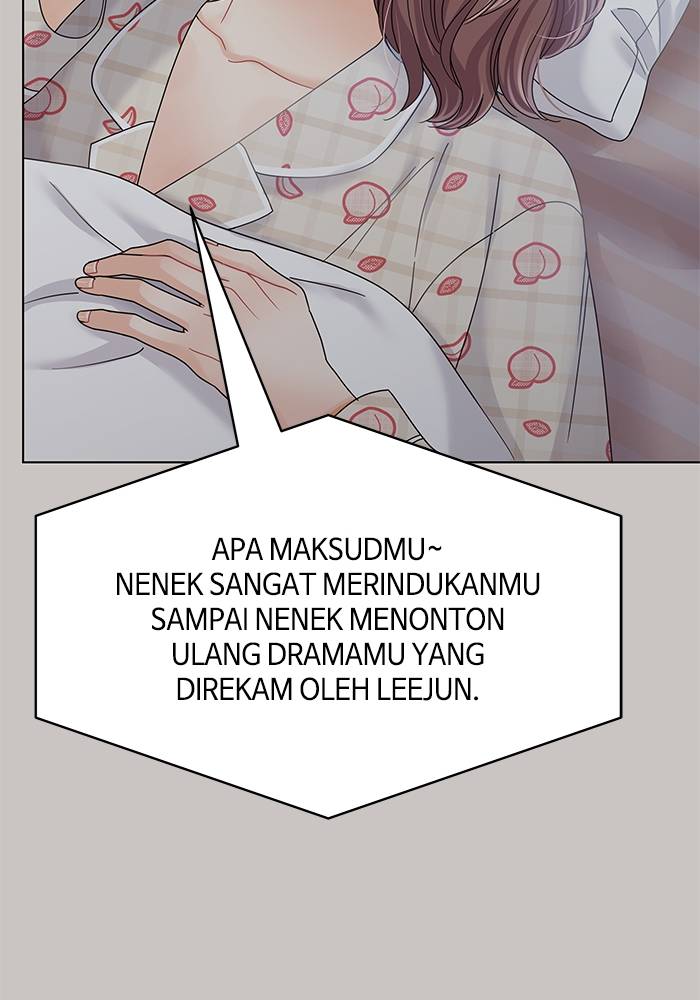 APA MAKSUDMU~
NENEK SANGAT MERINDUKANMU
SAMPAI NENEK MENONTON
ULANG DRAMAMU YANG
DIREKAM OLEH LEEJUN.